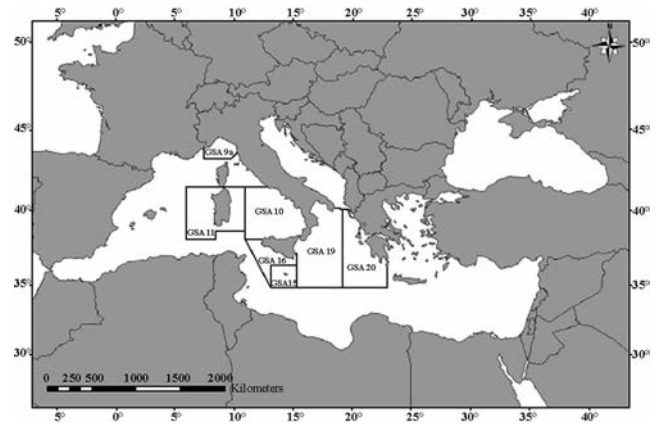 5° 0° 5° 10° 15° 20° 25° 30° 35° 40°
50° 50°
45° 45°
GSA 9a
40° GSA 10 40°
GSA 11
GSA 19
GSA 16 GSA 20
35° GSA15 35°
30° 30°
0 250 500 1000 1500 2000
Kilometers
5° 0° 5° 10° 15° 20° 25° 30° 35° 40°